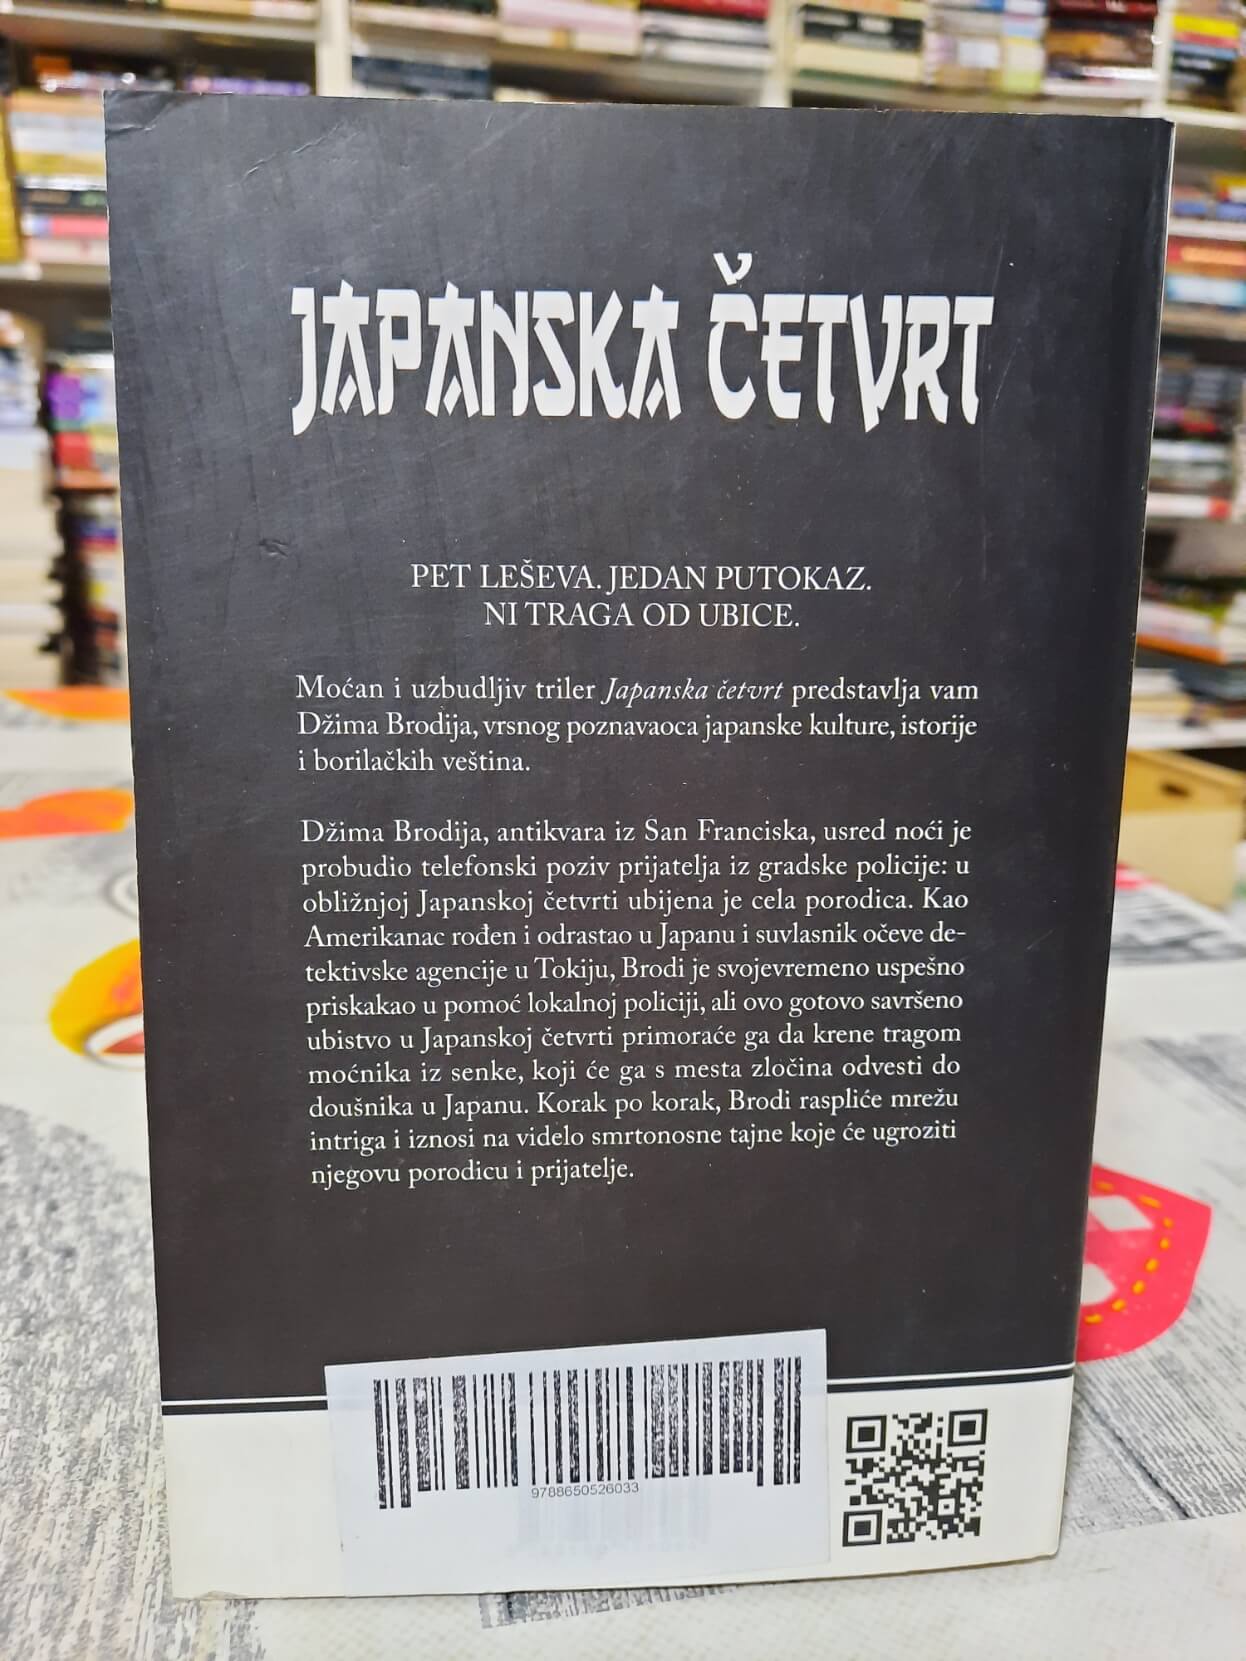 JAPANSKA ČETVRT
PET LEŠEVA. JEDAN PUTOKAZ.
NI TRAGA OD UBICE.
Moćan i uzbudljiv triler Japanska četvrt predstavlja vam
Džima Brodija, vrsnog poznavaoca japanske kulture, istorije
i borilačkih veština.
Džima Brodija, antikvara iz San Franciska, usred noći je
probudio telefonski poziv prijatelja iz gradske policije: u
obližnjoj Japanskoj četvrti ubijena je cela porodica. Kao
Amerikanac rođen i odrastao u Japanu i suvlasnik očeve de-
tektivske agencije u Tokiju, Brodi je svojevremeno uspešno
priskakao u pomoć lokalnoj policiji, ali ovo gotovo savršeno
ubistvo u Japanskoj četvrti primoraće ga da krene tragom
moćnika iz senke, koji će ga s mesta zločina odvesti do
doušnika u Japanu. Korak po korak, Brodi raspliće mrežu
intriga i iznosi na videlo smrtonosne tajne koje će ugroziti
njegovu porodicu i prijatelje.
9788650526033